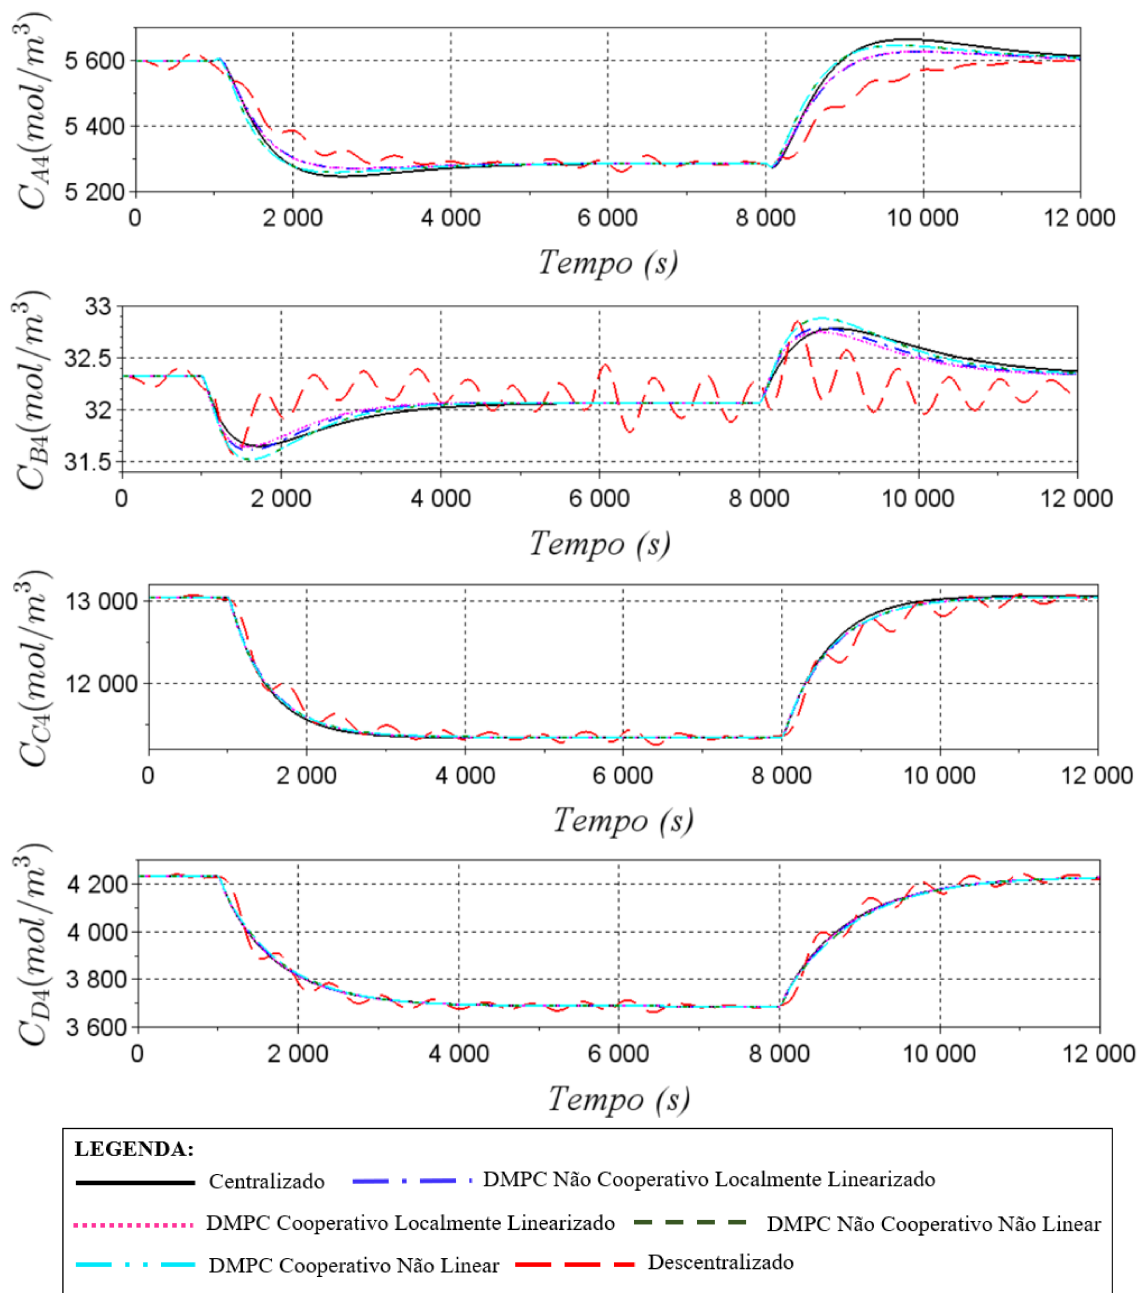 C_{A4}(mol/m^3)
5 600
5 400
5 200
0 2 000 4 000 6 000 8 000 10 000 12 000
Tempo (s)
C_{B4}(mol/m^3)
33
32.5
32
31.5
0 2 000 4 000 6 000 8 000 10 000 12 000
Tempo (s)
C_{C4}(mol/m^3)
13 000
12 000
0 2 000 4 000 6 000 8 000 10 000 12 000
Tempo (s)
C_{D4}(mol/m^3)
4 200
4 000
3 800
3 600
0 2 000 4 000 6 000 8 000 10 000 12 000
Tempo (s)
LEGENDA:
Centralizado DMPC Não Cooperativo Localmente Linearizado
DMPC Cooperativo Localmente Linearizado DMPC Não Cooperativo Não Linear
DMPC Cooperativo Não Linear Descentralizado